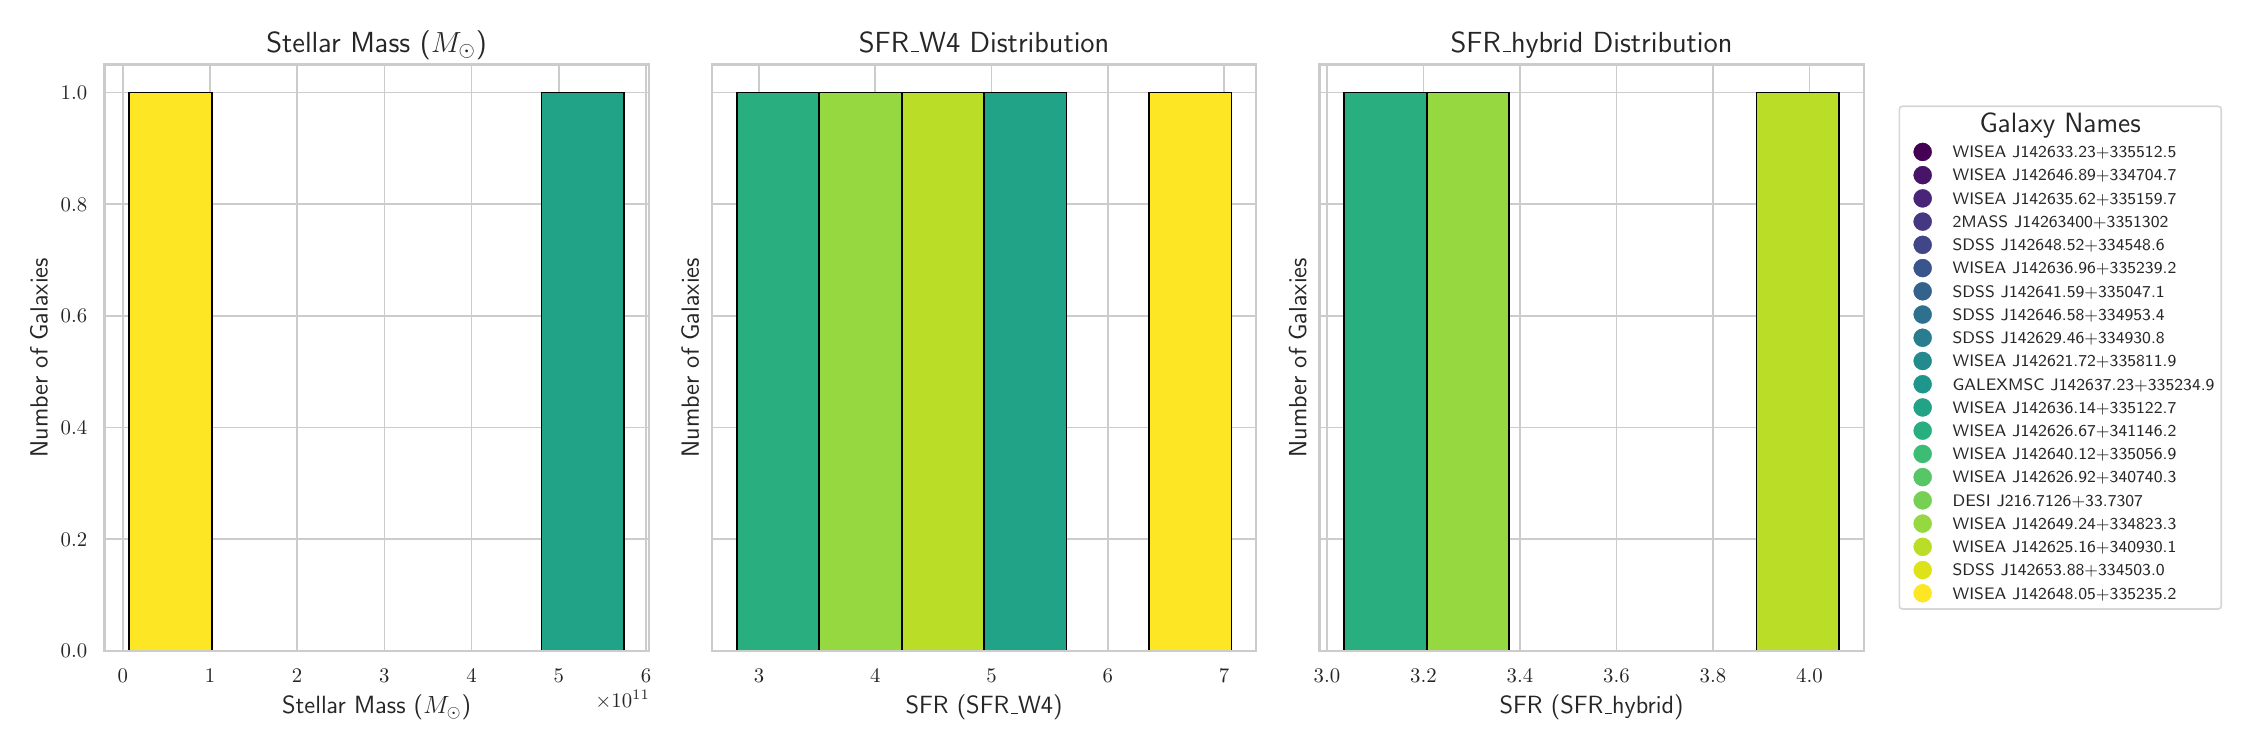 Stellar Mass (M☉)
1.0
0.8
0.6
0.4
0.2
0.0
Number of Galaxies
0 1 2 3 4 5 6
×10¹¹
Stellar Mass (M☉)
SFR_W4 Distribution
Number of Galaxies
3 4 5 6 7
SFR (SFR_W4)
SFR_hybrid Distribution
Number of Galaxies
3.0 3.2 3.4 3.6 3.8 4.0
SFR (SFR_hybrid)
Galaxy Names
WISEA J142633.23+335512.5
WISEA J142646.89+334704.7
WISEA J142635.62+335159.7
2MASS J14263400+3351302
SDSS J142648.52+334548.6
WISEA J142636.96+335239.2
SDSS J142641.59+335047.1
SDSS J142646.58+334953.4
SDSS J142629.46+334930.8
WISEA J142621.72+335811.9
GALEXMSC J142637.23+335234.9
WISEA J142636.14+335122.7
WISEA J142626.67+341146.2
WISEA J142640.12+335056.9
WISEA J142626.92+340740.3
DESI J216.7126+33.7307
WISEA J142649.24+334823.3
WISEA J142625.16+340930.1
SDSS J142653.88+334503.0
WISEA J142648.05+335235.2